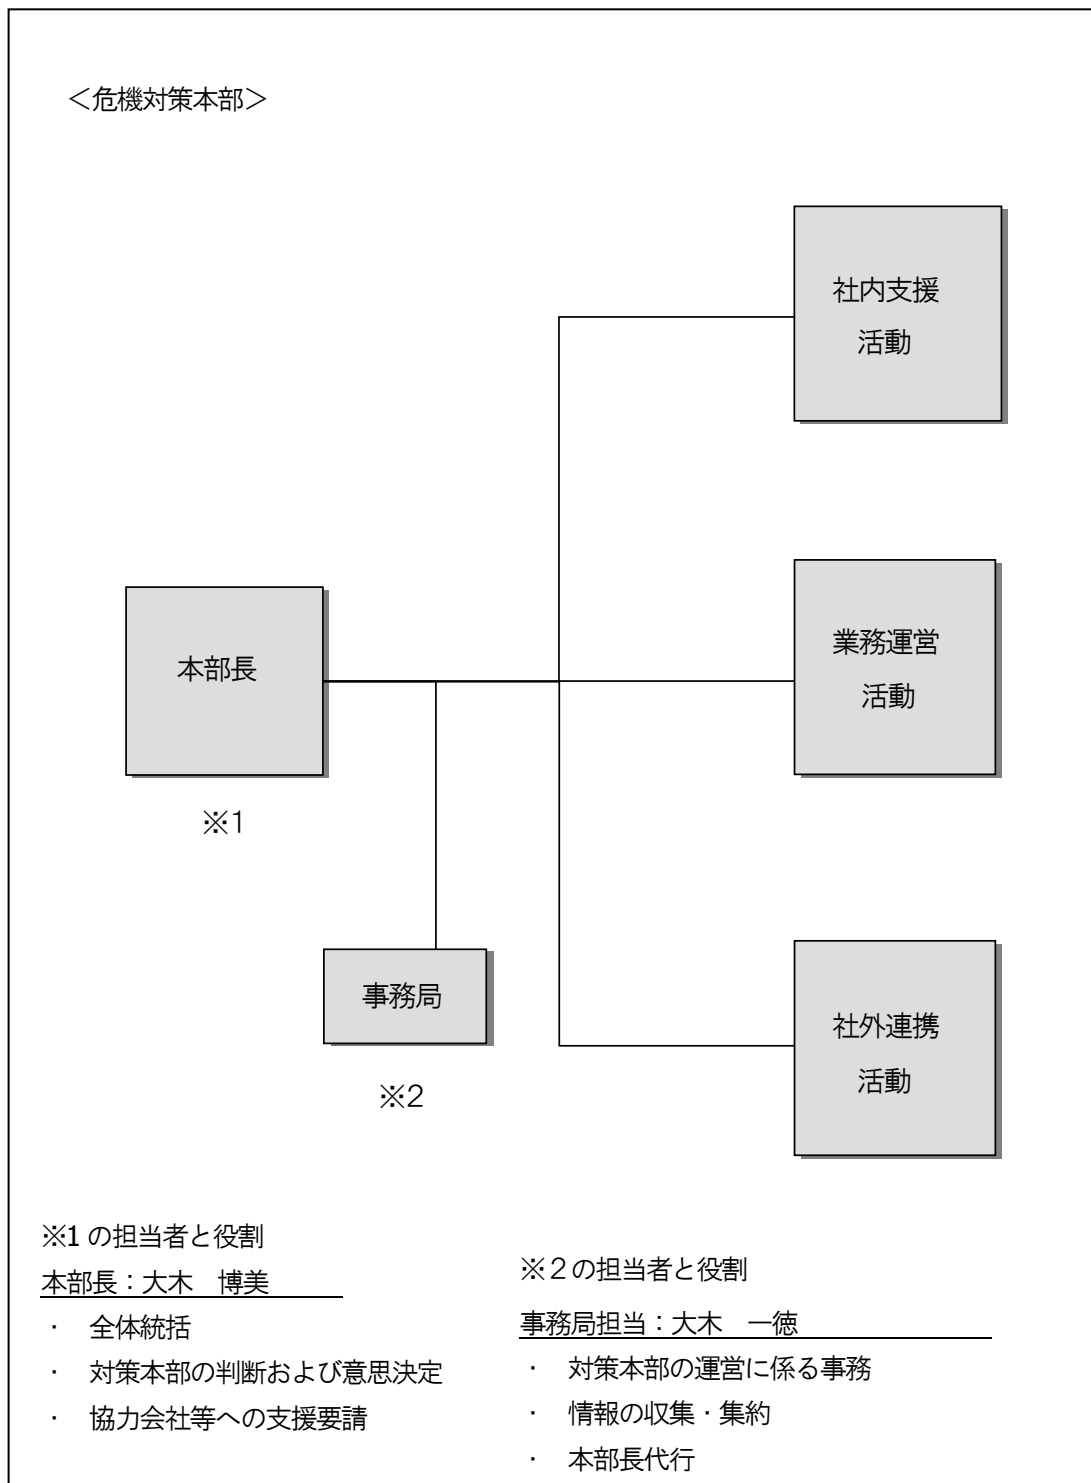 ＜危機対策本部＞
社内支援
活動
業務運営
活動
本部長
※1
事務局
※2
社外連携
活動
※1 の担当者と役割
本部長：大木　博美
・　全体統括
・　対策本部の判断および意思決定
・　協力会社等への支援要請
※２の担当者と役割
事務局担当：大木　一徳
・　対策本部の運営に係る事務
・　情報の収集・集約
・　本部長代行